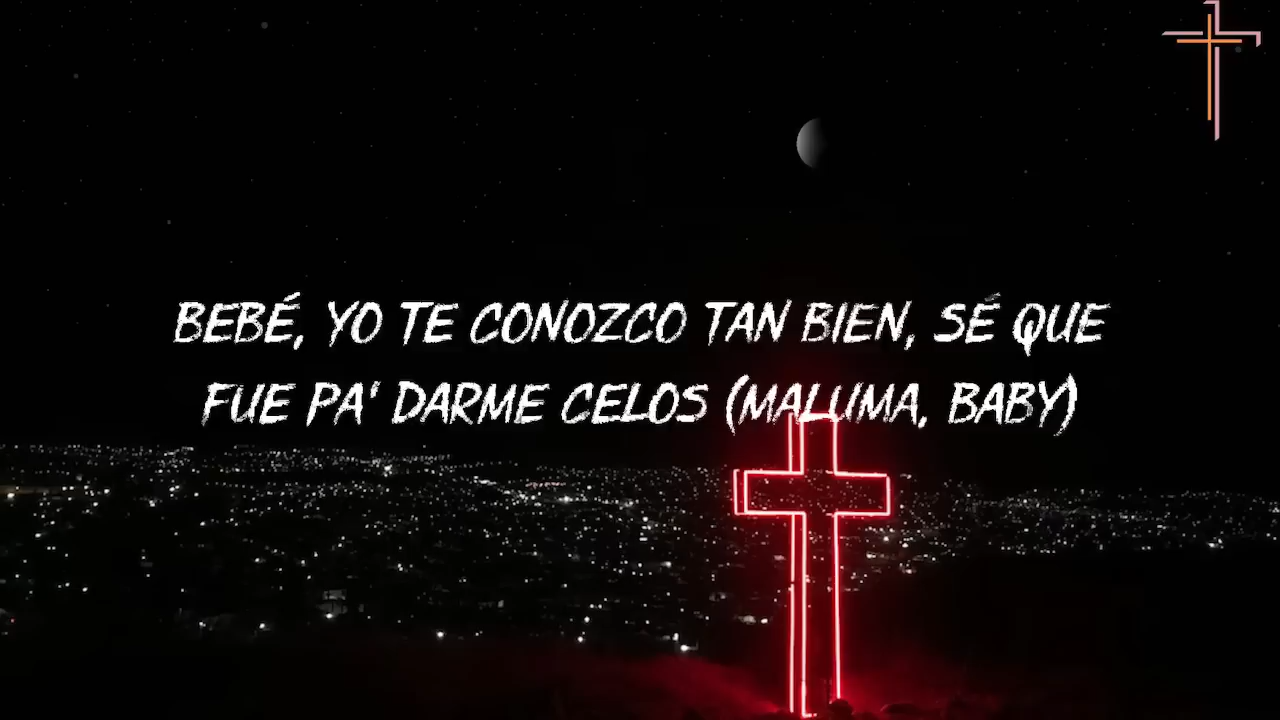 BEBÉ, YO TE CONOZCO TAN BIEN, SÉ QUE
FUE PA' DARME CELOS (MALUMA, BABY)